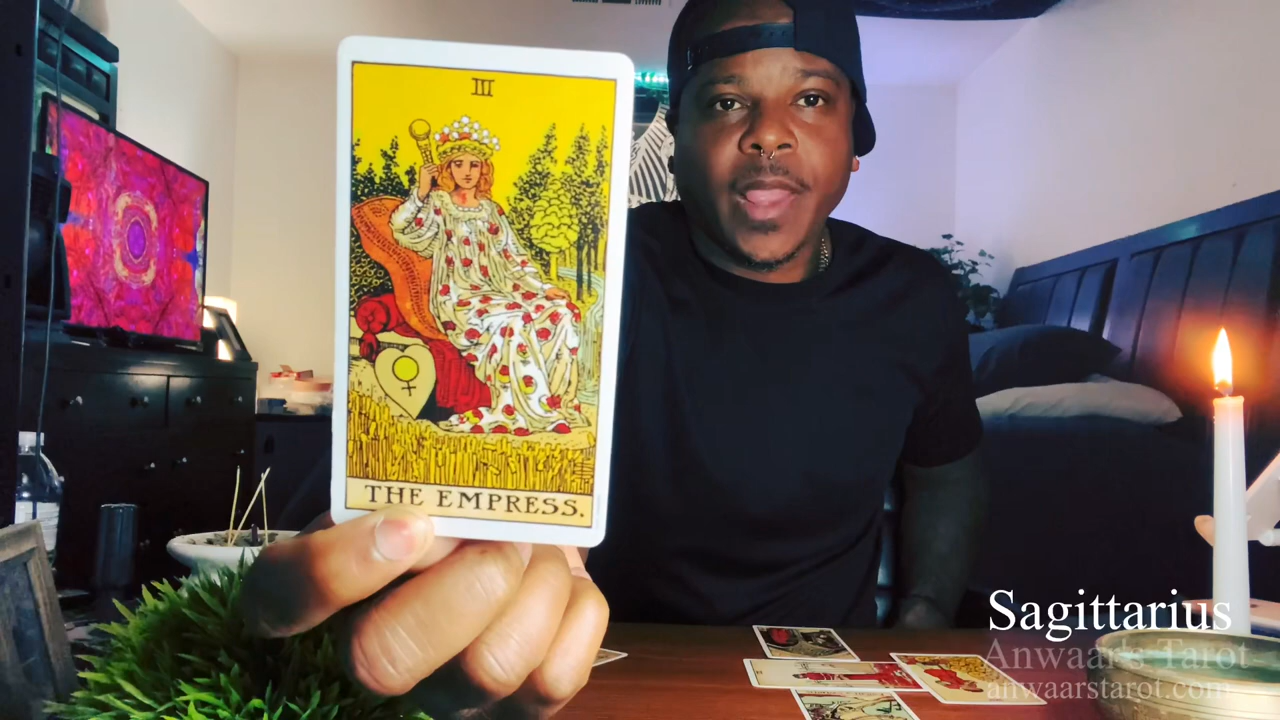 III
THE EMPRESS.
Sagittarius
Anwaar's Tarot
anwaarstarot.com